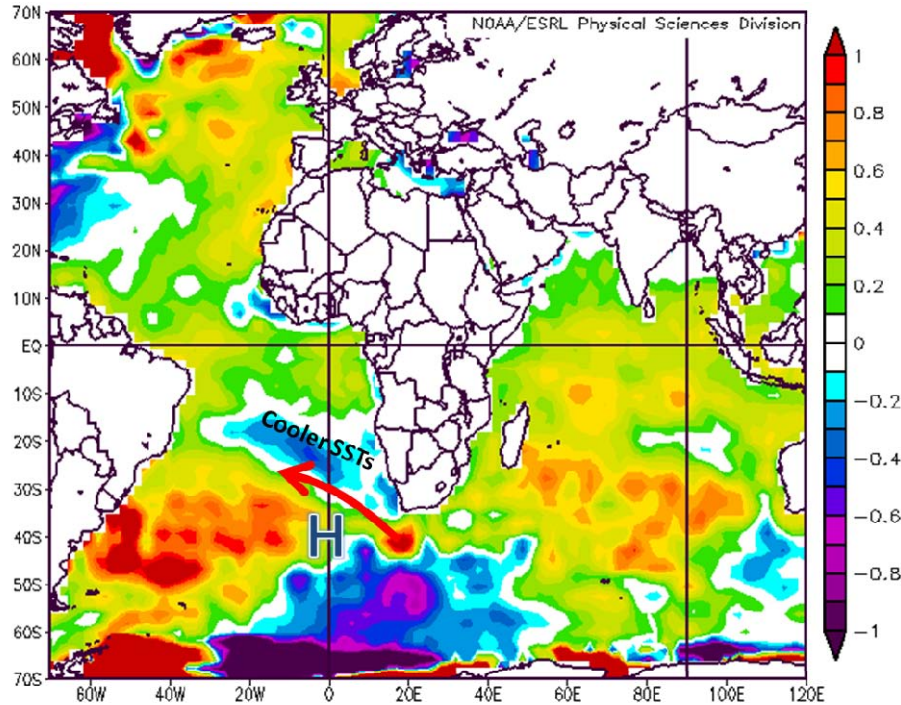 NOAA/ESRL Physical Sciences Division
70N
60N
50N
40N
30N
20N
10N
EQ
10S
20S
30S
40S
50S
60S
70S
60W
40W
20W
0
20E
40E
60E
80E
100E
120E
Cooler SSTs
H
1
0.8
0.6
0.4
0.2
0
−0.2
−0.4
−0.6
−0.8
−1